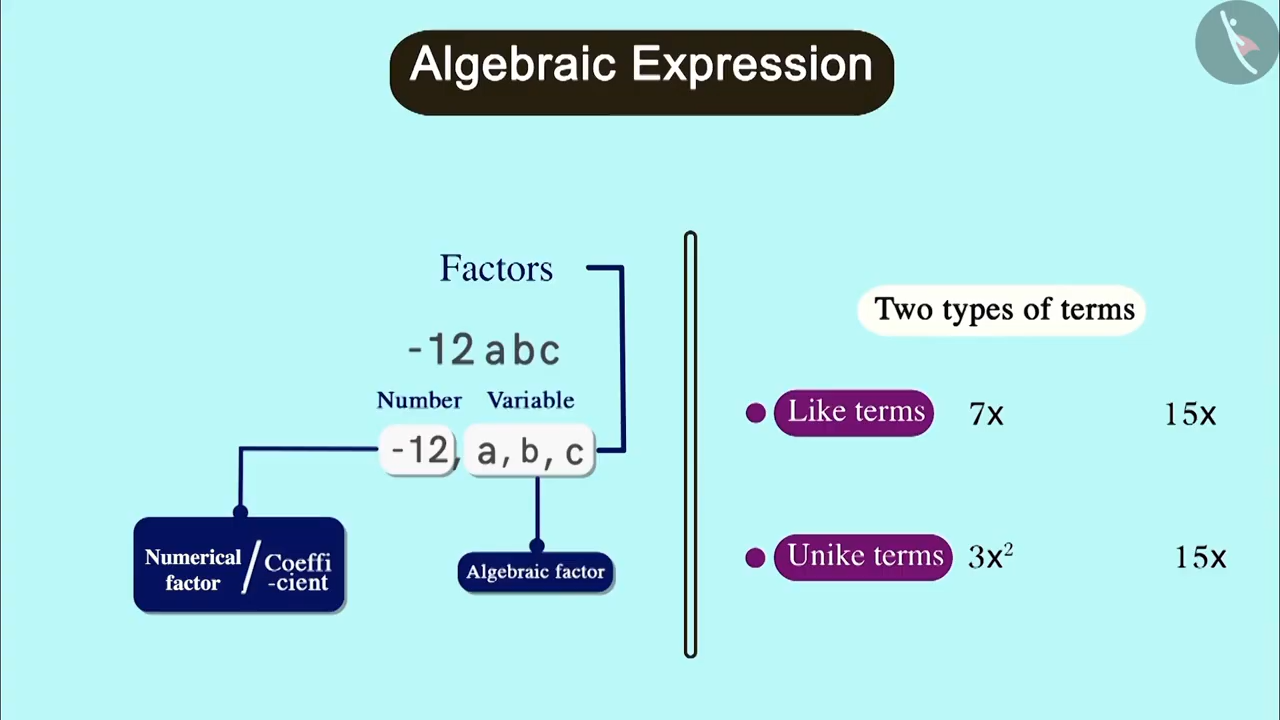 Algebraic Expression
Factors
-12 abc
Number Variable
-12, a, b, c
Numerical factor / Coeffi-cient
Algebraic factor
Two types of terms
Like terms 7x 15x
Unike terms 3x² 15x